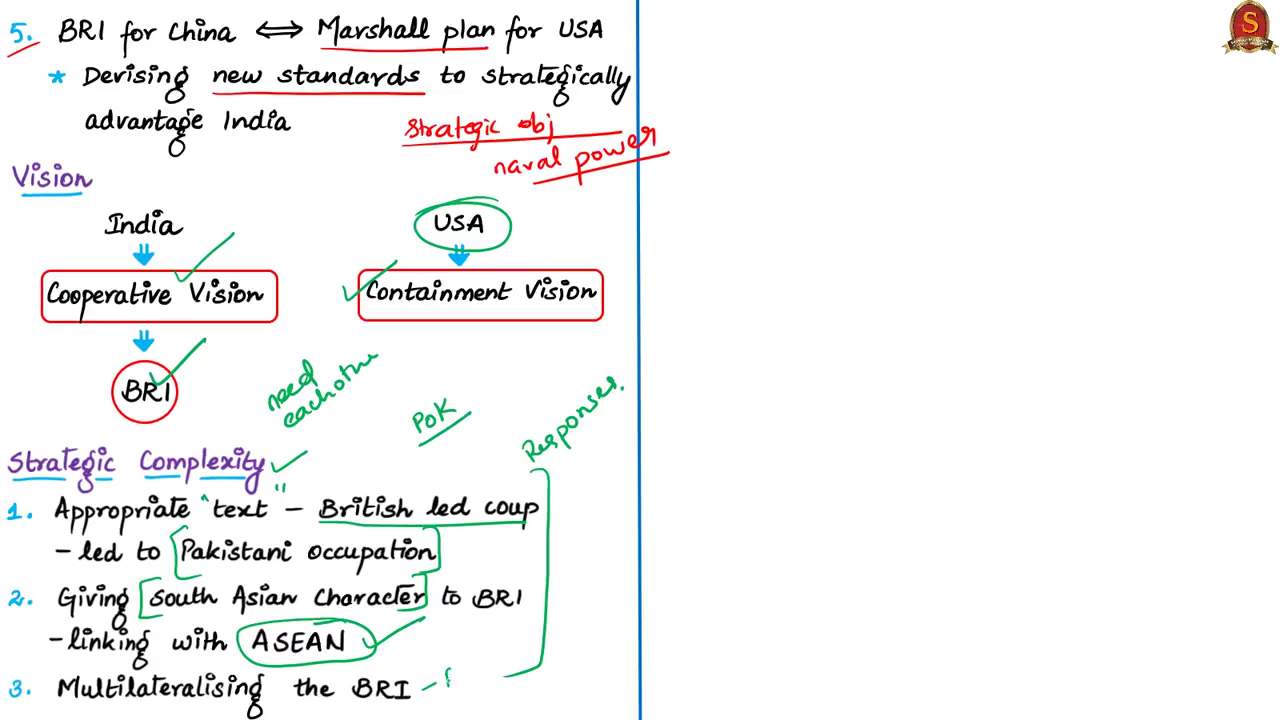 5. BRI for China ⟺ Marshall plan for USA
* Devising new standards to strategically
advantage India
Strategic obj
naval power
Vision
India
USA
Cooperative Vision
Containment Vision
BRI
need
each othe
POK
Responses.
Strategic Complexity
1. Appropriate "text" - British led coup
- led to [Pakistani occupation]
2. Giving [South Asian Character] to BRI
- linking with ASEAN
3. Multilateralising the BRI -
S